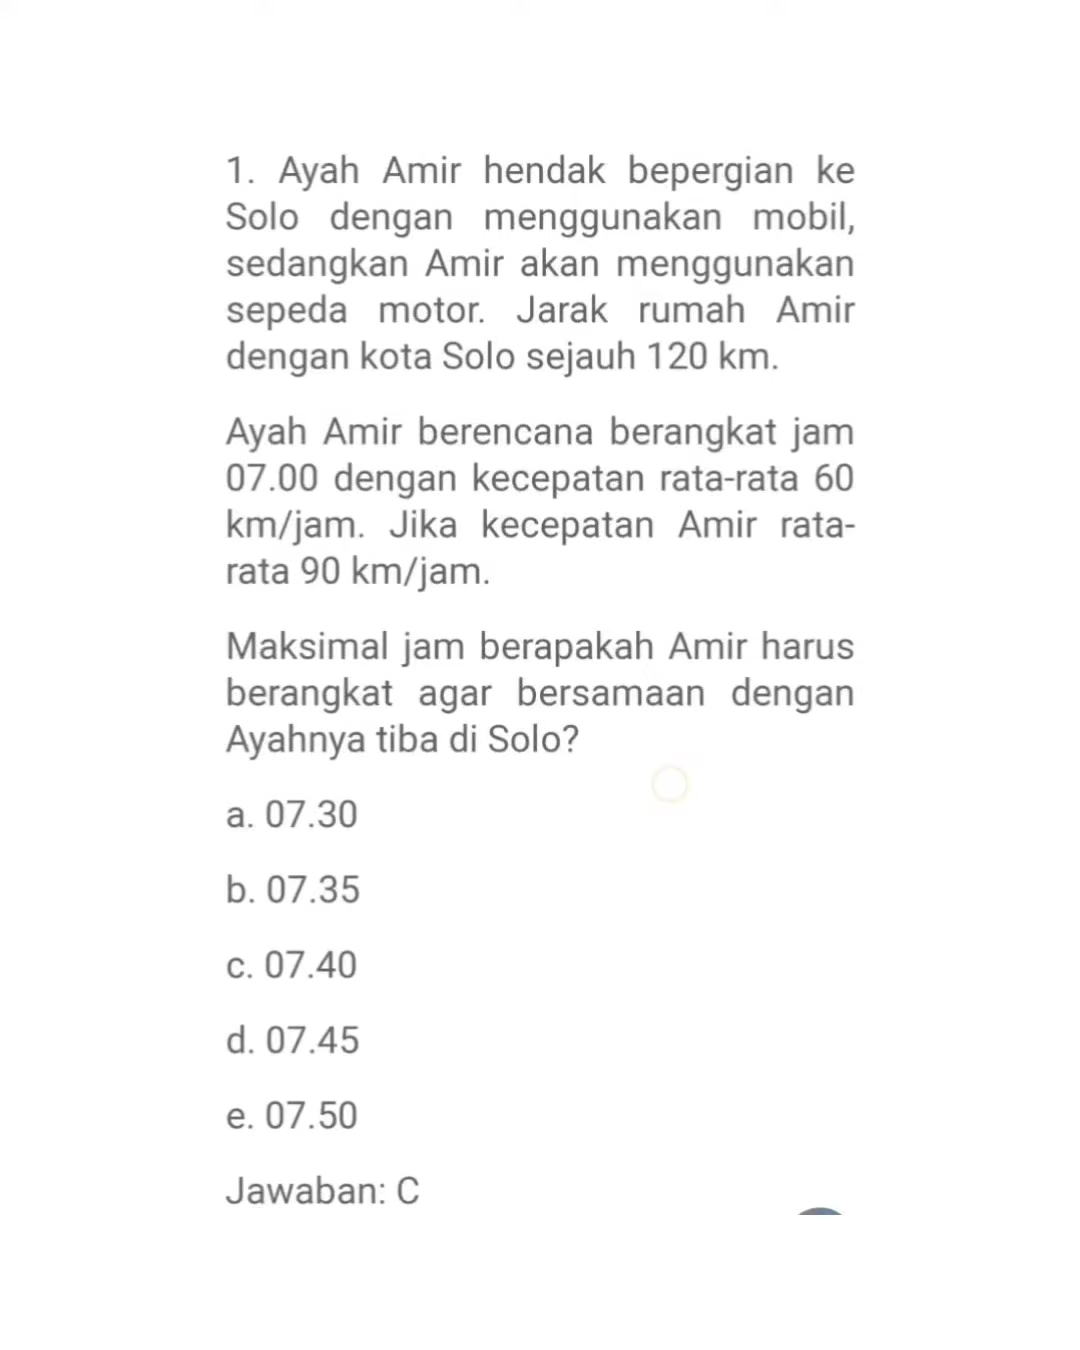 1. Ayah Amir hendak bepergian ke
Solo dengan menggunakan mobil,
sedangkan Amir akan menggunakan
sepeda motor. Jarak rumah Amir
dengan kota Solo sejauh 120 km.
Ayah Amir berencana berangkat jam
07.00 dengan kecepatan rata-rata 60
km/jam. Jika kecepatan Amir rata-
rata 90 km/jam.
Maksimal jam berapakah Amir harus
berangkat agar bersamaan dengan
Ayahnya tiba di Solo?
a. 07.30
b. 07.35
c. 07.40
d. 07.45
e. 07.50
Jawaban: C